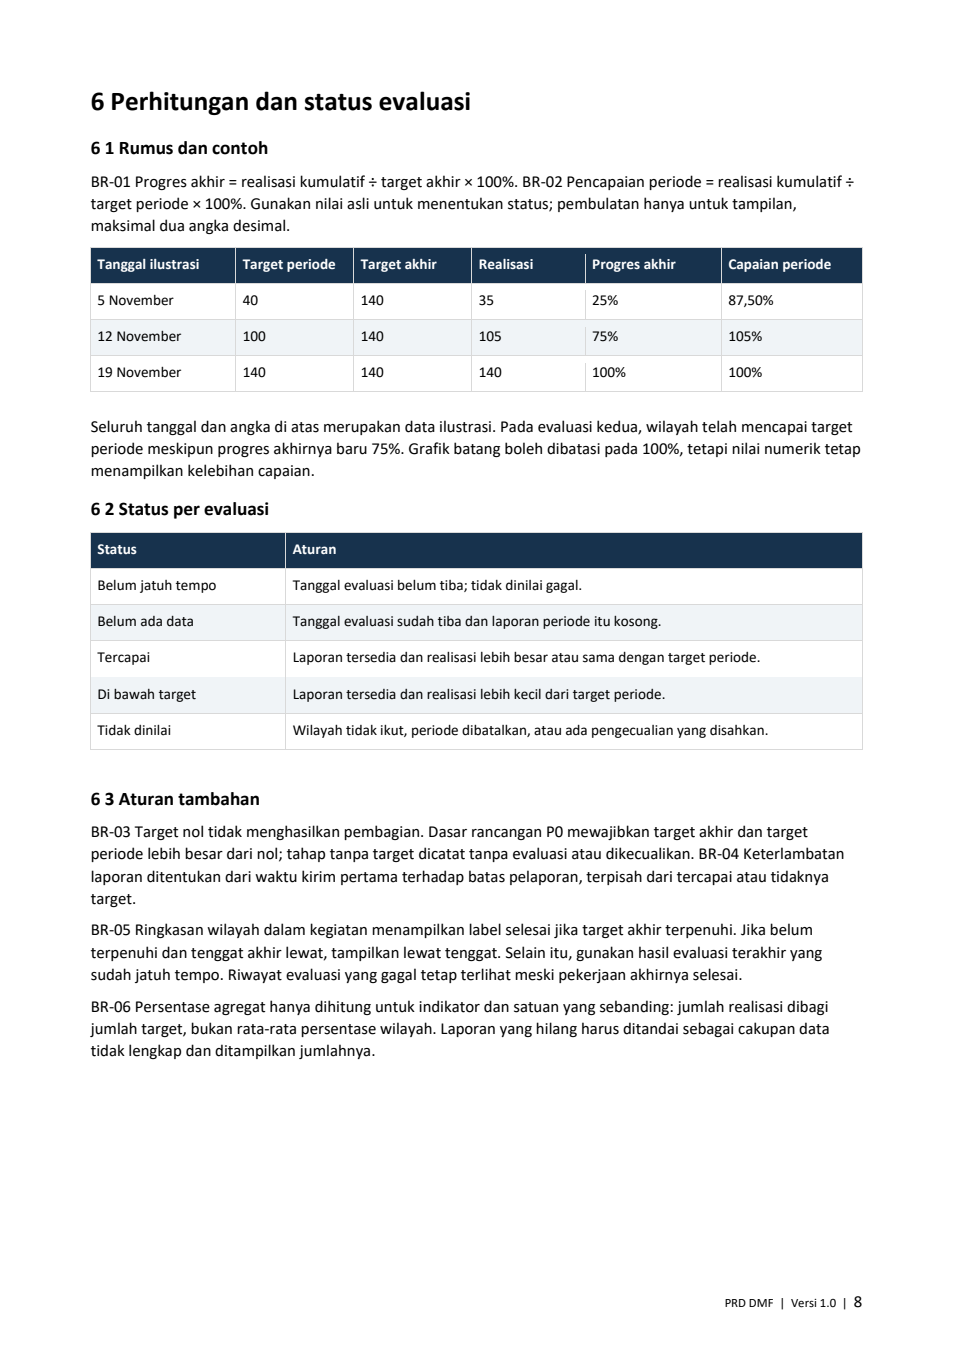 6 Perhitungan dan status evaluasi
6 1 Rumus dan contoh
BR-01 Progres akhir = realisasi kumulatif ÷ target akhir × 100%. BR-02 Pencapaian periode = realisasi kumulatif ÷
target periode × 100%. Gunakan nilai asli untuk menentukan status; pembulatan hanya untuk tampilan,
maksimal dua angka desimal.
Tanggal ilustrasi Target periode Target akhir Realisasi Progres akhir Capaian periode
5 November 40 140 35 25% 87,50%
12 November 100 140 105 75% 105%
19 November 140 140 140 100% 100%
Seluruh tanggal dan angka di atas merupakan data ilustrasi. Pada evaluasi kedua, wilayah telah mencapai target
periode meskipun progres akhirnya baru 75%. Grafik batang boleh dibatasi pada 100%, tetapi nilai numerik tetap
menampilkan kelebihan capaian.
6 2 Status per evaluasi
Status Aturan
Belum jatuh tempo Tanggal evaluasi belum tiba; tidak dinilai gagal.
Belum ada data Tanggal evaluasi sudah tiba dan laporan periode itu kosong.
Tercapai Laporan tersedia dan realisasi lebih besar atau sama dengan target periode.
Di bawah target Laporan tersedia dan realisasi lebih kecil dari target periode.
Tidak dinilai Wilayah tidak ikut, periode dibatalkan, atau ada pengecualian yang disahkan.
6 3 Aturan tambahan
BR-03 Target nol tidak menghasilkan pembagian. Dasar rancangan P0 mewajibkan target akhir dan target
periode lebih besar dari nol; tahap tanpa target dicatat tanpa evaluasi atau dikecualikan. BR-04 Keterlambatan
laporan ditentukan dari waktu kirim pertama terhadap batas pelaporan, terpisah dari tercapai atau tidaknya
target.
BR-05 Ringkasan wilayah dalam kegiatan menampilkan label selesai jika target akhir terpenuhi. Jika belum
terpenuhi dan tenggat akhir lewat, tampilkan lewat tenggat. Selain itu, gunakan hasil evaluasi terakhir yang
sudah jatuh tempo. Riwayat evaluasi yang gagal tetap terlihat meski pekerjaan akhirnya selesai.
BR-06 Persentase agregat hanya dihitung untuk indikator dan satuan yang sebanding: jumlah realisasi dibagi
jumlah target, bukan rata-rata persentase wilayah. Laporan yang hilang harus ditandai sebagai cakupan data
tidak lengkap dan ditampilkan jumlahnya.
PRD DMF | Versi 1.0 | 8